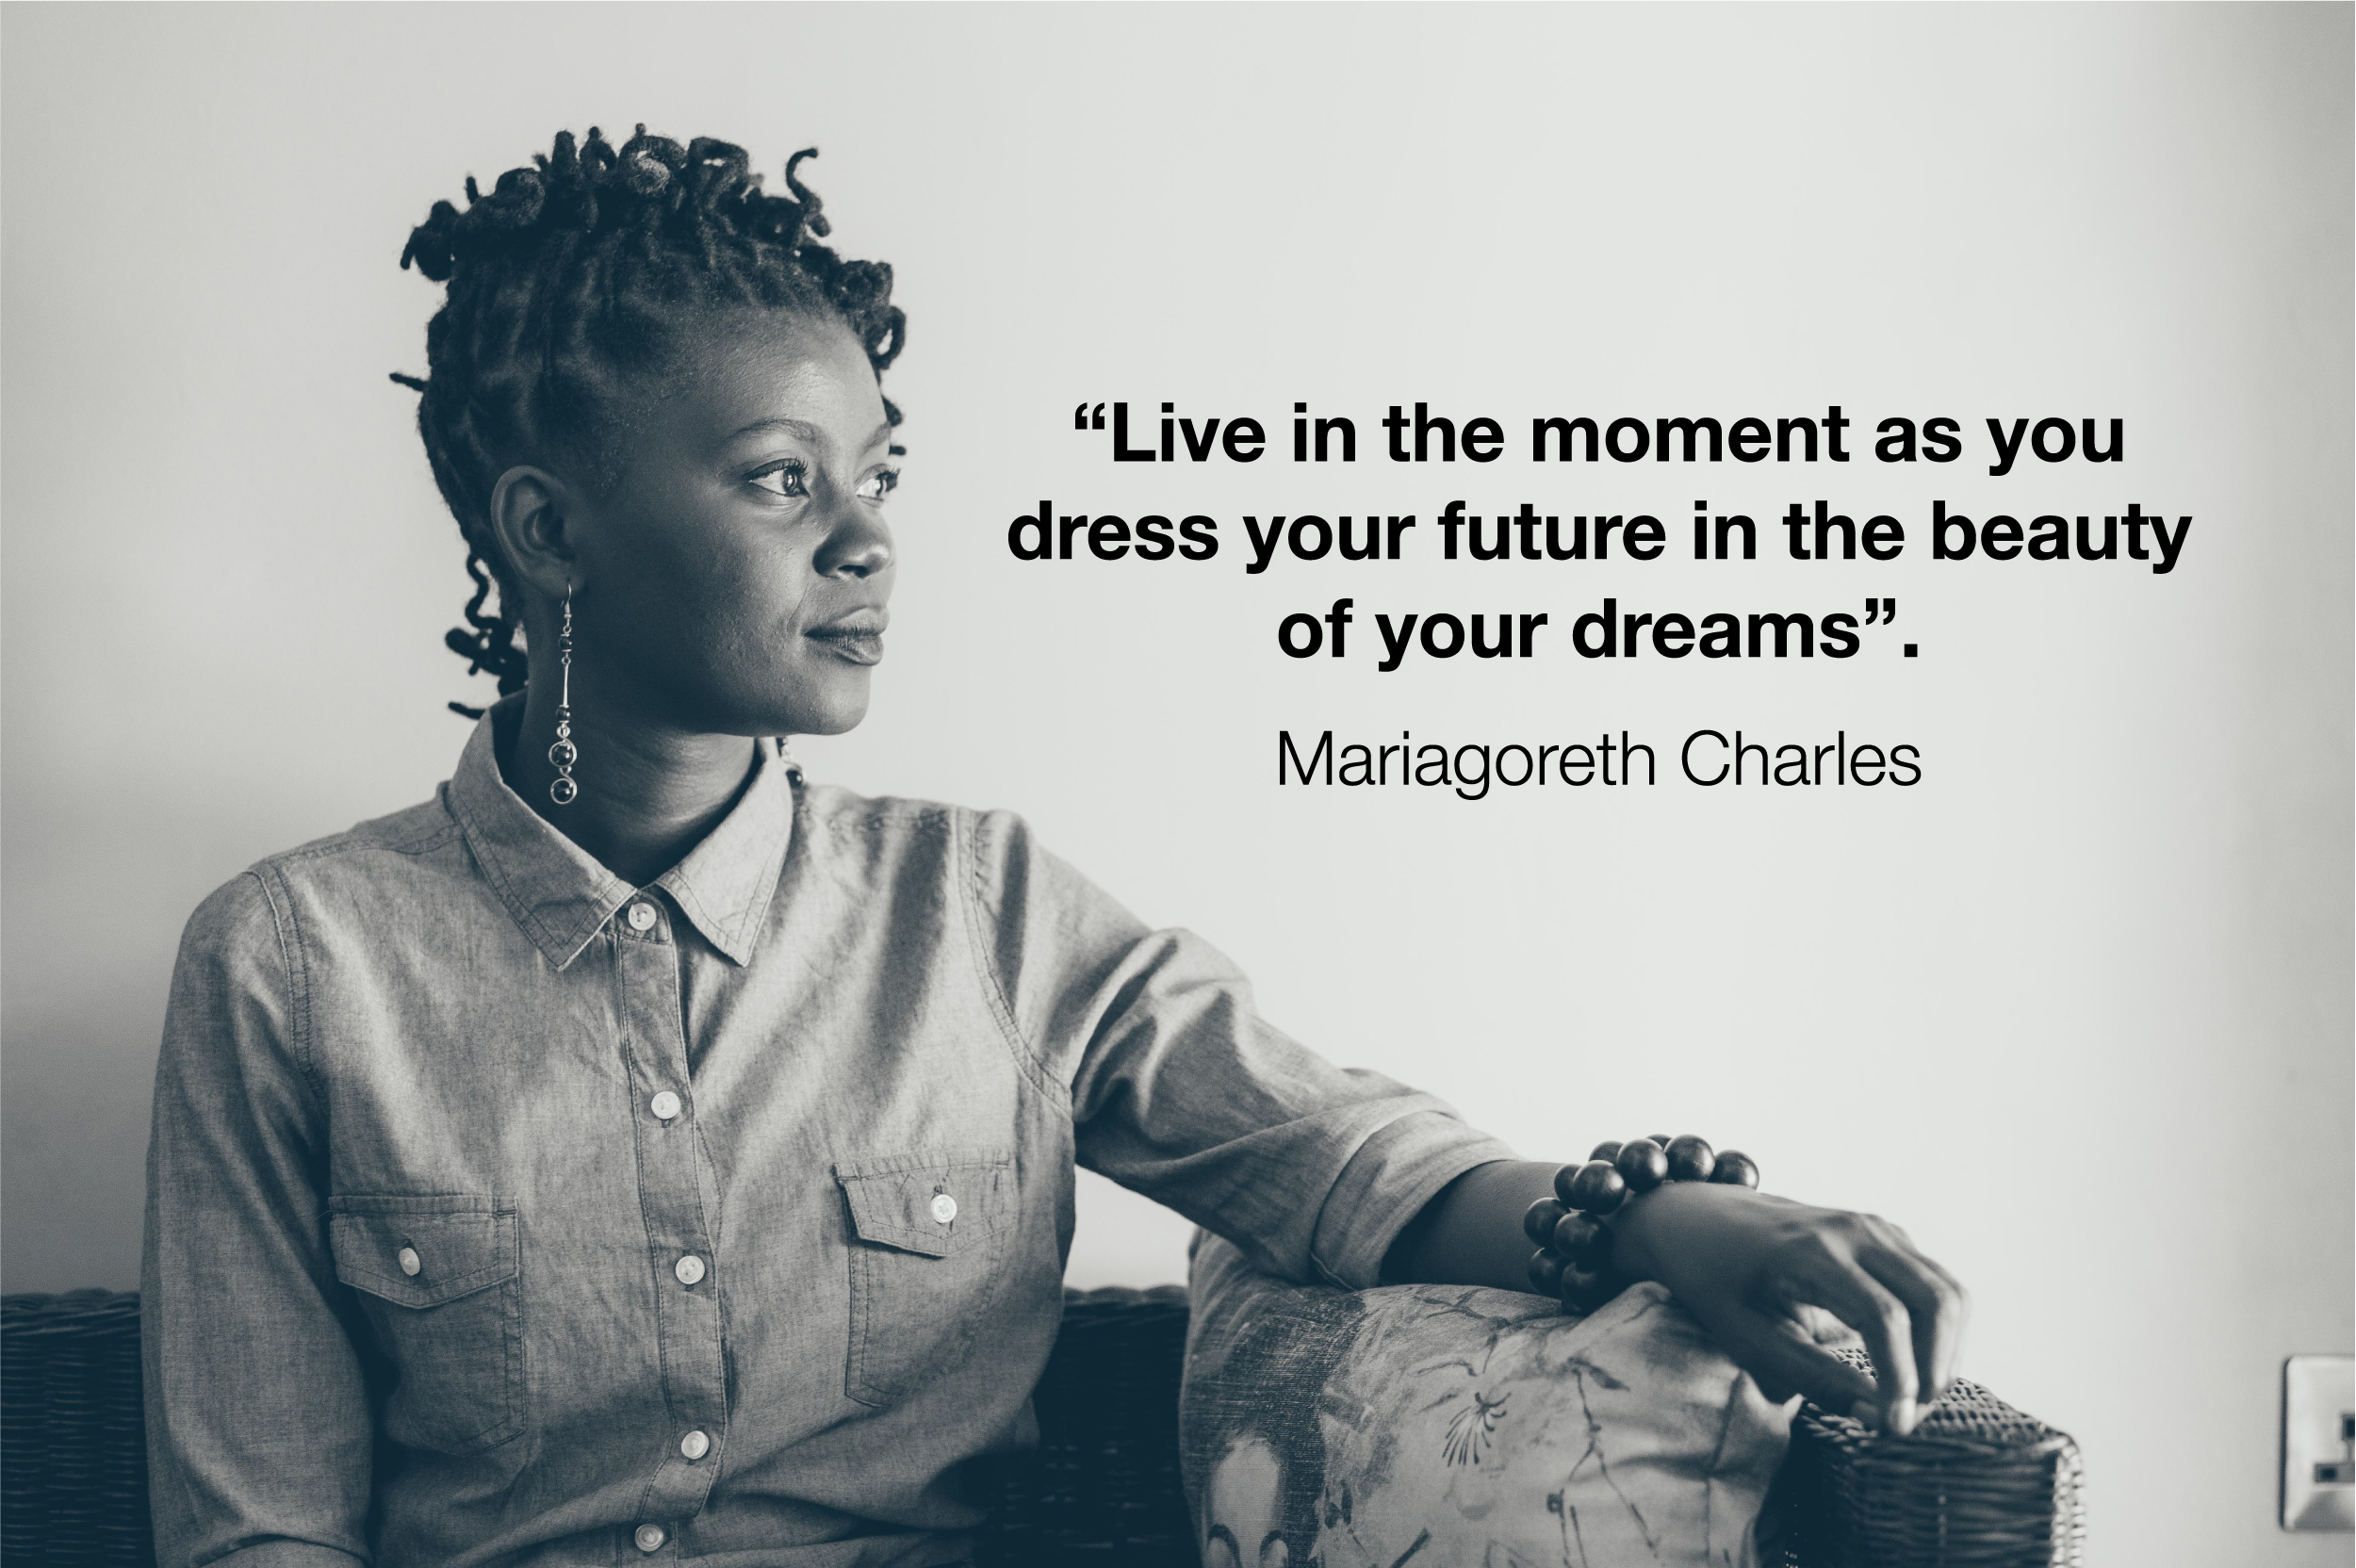 “Live in the moment as you
dress your future in the beauty
of your dreams”.
Mariagoreth Charles